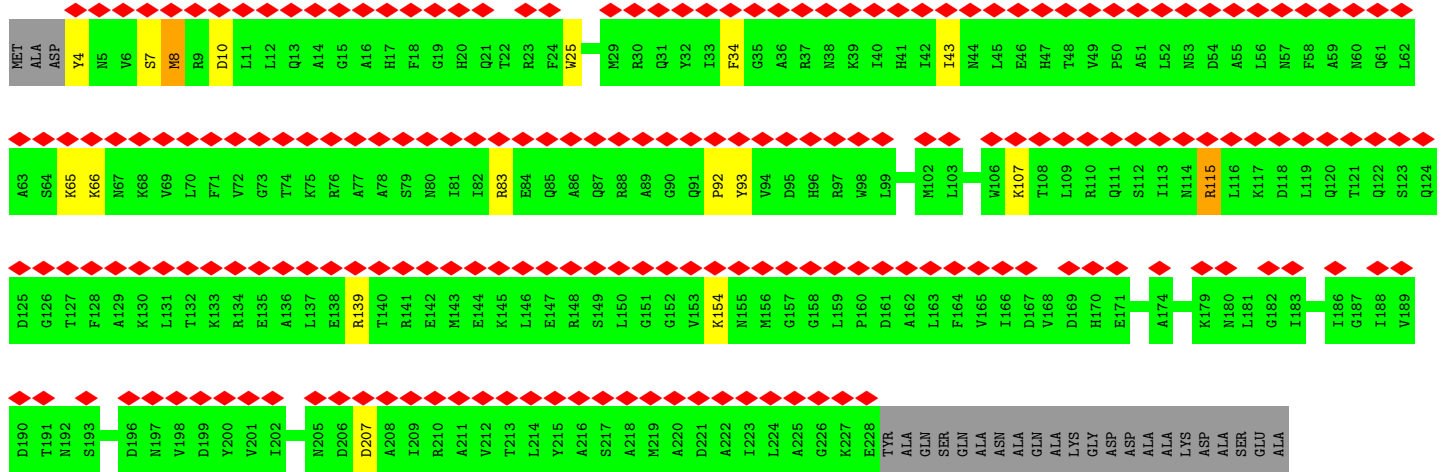 MET ALA ASP Y4 N5 V6 S7 M8 R9 D10 L11 L12 Q13 A14 G15 A16 H17 F18 G19 H20 Q21 T22 R23 F24 W25 M29 R30 Q31 Y32 I33 F34 G35 A36 R37 N38 K39 I40 H41 I42 I43 N44 L45 E46 H47 T48 V49 P50 A51 L52 N53 D54 A55 L56 N57 F58 A59 N60 Q61 L62
A63 S64 K65 K66 N67 K68 V69 L70 F71 V72 G73 T74 K75 R76 A77 A78 S79 N80 I81 I82 R83 E84 Q85 A86 Q87 R88 A89 G90 Q91 P92 Y93 V94 D95 H96 R97 W98 L99 M102 L103 W106 K107 T108 L109 R110 Q111 S112 I113 N114 R115 L116 K117 D118 L119 Q120 T121 Q122 S123 Q124
D125 G126 T127 F128 A129 K130 L131 T132 K133 R134 E135 A136 L137 E138 R139 T140 R141 E142 M143 E144 K145 L146 E147 R148 S149 L150 G151 G152 V153 K154 N155 M156 G157 G158 L159 P160 D161 A162 L163 F164 V165 I166 D167 V168 D169 H170 E171 A174 K179 N180 L181 G182 I183 I186 G187 I188 V189
D190 T191 N192 S193 D196 N197 V198 D199 Y200 V201 I202 N205 D206 D207 A208 I209 R210 A211 V212 T213 L214 Y215 A216 S217 A218 M219 A220 D221 A222 I223 L224 A225 G226 K227 E228 TYR ALA GLN SER GLN ALA ASN ALA GLN ALA LYS GLY ASP ASP ALA ALA LYS ASP ALA SER GLU ALA